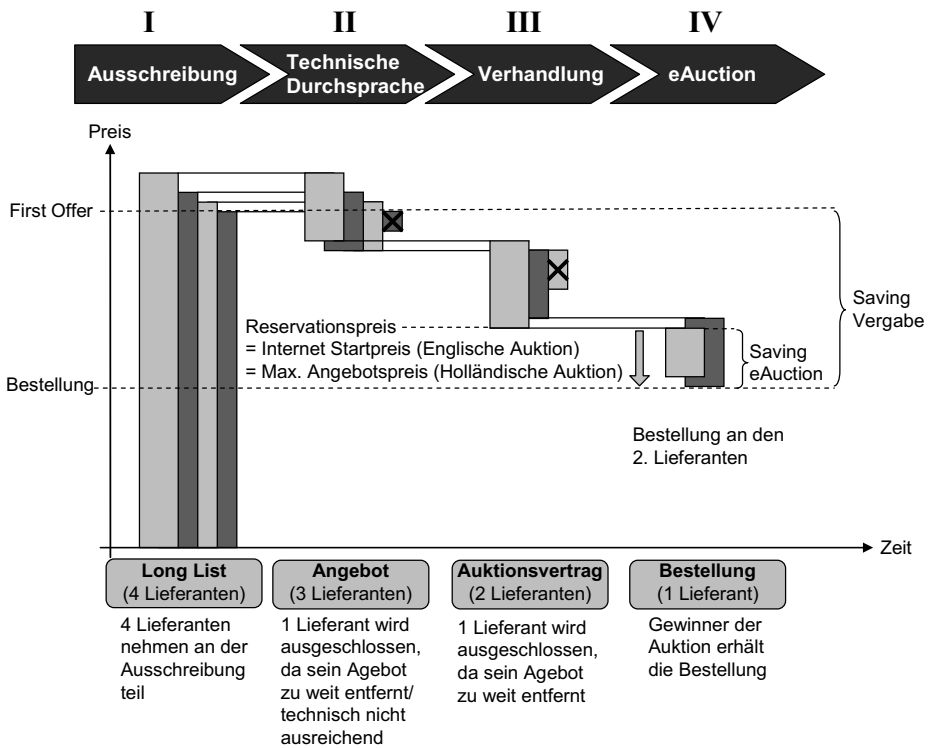 I
II
III
IV
Ausschreibung
Technische
Durchsprache
Verhandlung
eAuction
Preis
First Offer
Saving
Vergabe
Reservationspreis
= Internet Startpreis (Englische Auktion)
= Max. Angebotspreis (Holländische Auktion)
Saving
eAuction
Bestellung
Bestellung an den
2. Lieferanten
Zeit
Long List
(4 Lieferanten)
Angebot
(3 Lieferanten)
Auktionsvertrag
(2 Lieferanten)
Bestellung
(1 Lieferant)
4 Lieferanten
nehmen an der
Ausschreibung
teil
1 Lieferant wird
ausgeschlossen,
da sein Agebot
zu weit entfernt/
technisch nicht
ausreichend
1 Lieferant wird
ausgeschlossen,
da sein Agebot
zu weit entfernt
Gewinner der
Auktion erhält
die Bestellung